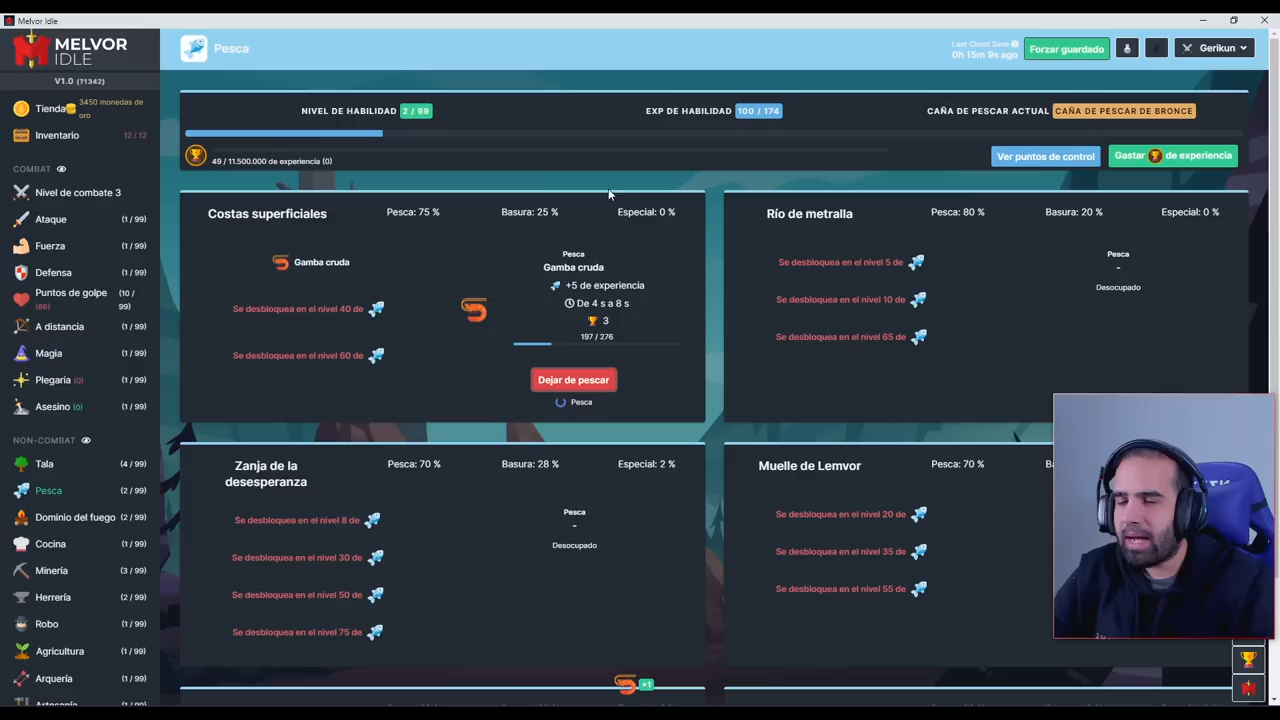 Melvor Idle
MELVOR
IDLE
V1.0 (?1342)
Tienda
3450 monedas de
oro
Inventario
12 / 12
COMBAT
Nivel de combate 3
Ataque
(1 / 99)
Fuerza
(1 / 99)
Defensa
(1 / 99)
Puntos de golpe
(86)
(10 /
99)
A distancia
(1 / 99)
Magia
(1 / 99)
Plegaria (0)
(1 / 99)
Asesino (0)
(1 / 99)
NON-COMBAT
Tala
(4 / 99)
Pesca
(2 / 99)
Dominio del fuego
(2 / 99)
Cocina
(1 / 99)
Minería
(3 / 99)
Herrería
(2 / 99)
Robo
(1 / 99)
Agricultura
(1 / 99)
Arquería
(1 / 99)
Pesca
Last Cloud Save
0h 15m 9s ago
Forzar guardado
Gerikun
NIVEL DE HABILIDAD 2 / 99
EXP DE HABILIDAD 100 / 174
CAÑA DE PESCAR ACTUAL CAÑA DE PESCAR DE BRONCE
49 / 11.500.000 de experiencia (0)
Ver puntos de control
Gastar de experiencia
Costas superficiales
Pesca: 75 %
Basura: 25 %
Especial: 0 %
Gamba cruda
Se desbloquea en el nivel 40 de
Se desbloquea en el nivel 60 de
Pesca
Gamba cruda
+5 de experiencia
De 4 s a 8 s
3
197 / 276
Dejar de pescar
Pesca
Río de metralla
Pesca: 80 %
Basura: 20 %
Especial: 0 %
Se desbloquea en el nivel 5 de
Se desbloquea en el nivel 10 de
Se desbloquea en el nivel 65 de
Pesca
-
Desocupado
Zanja de la
desesperanza
Pesca: 70 %
Basura: 28 %
Especial: 2 %
Se desbloquea en el nivel 8 de
Se desbloquea en el nivel 30 de
Se desbloquea en el nivel 50 de
Se desbloquea en el nivel 75 de
Pesca
-
Desocupado
Muelle de Lemvor
Pesca: 70 %
Se desbloquea en el nivel 20 de
Se desbloquea en el nivel 35 de
Se desbloquea en el nivel 55 de
+1